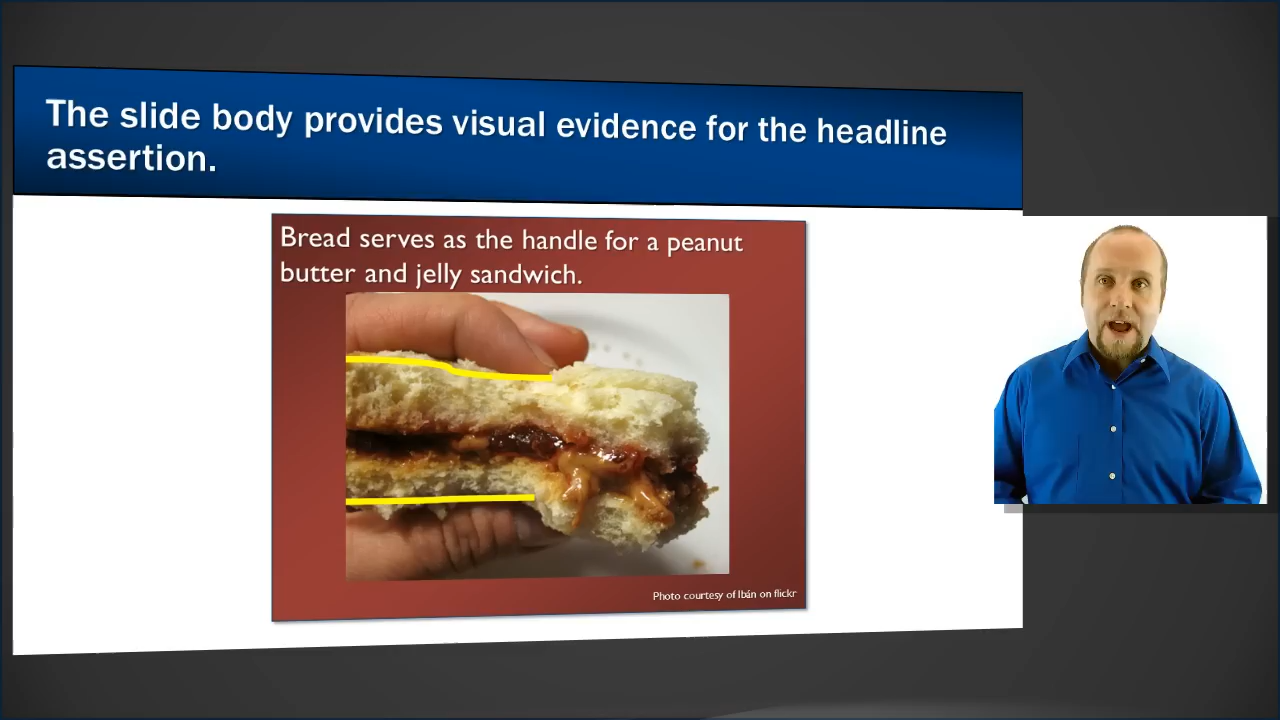 The slide body provides visual evidence for the headline
assertion.
Bread serves as the handle for a peanut
butter and jelly sandwich.
Photo courtesy of Ibán on flickr